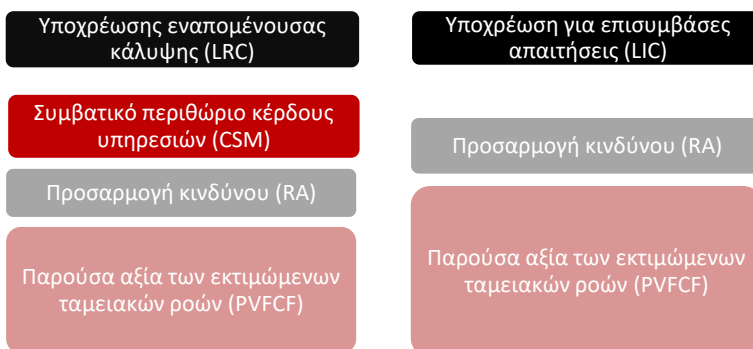 Υποχρέωσης εναπομένουσας
κάλυψης (LRC)
Συμβατικό περιθώριο κέρδους
υπηρεσιών (CSM)
Προσαρμογή κινδύνου (RA)
Παρούσα αξία των εκτιμώμενων
ταμειακών ροών (PVFCF)
Υποχρέωση για επισυμβάσες
απαιτήσεις (LIC)
Προσαρμογή κινδύνου (RA)
Παρούσα αξία των εκτιμώμενων
ταμειακών ροών (PVFCF)